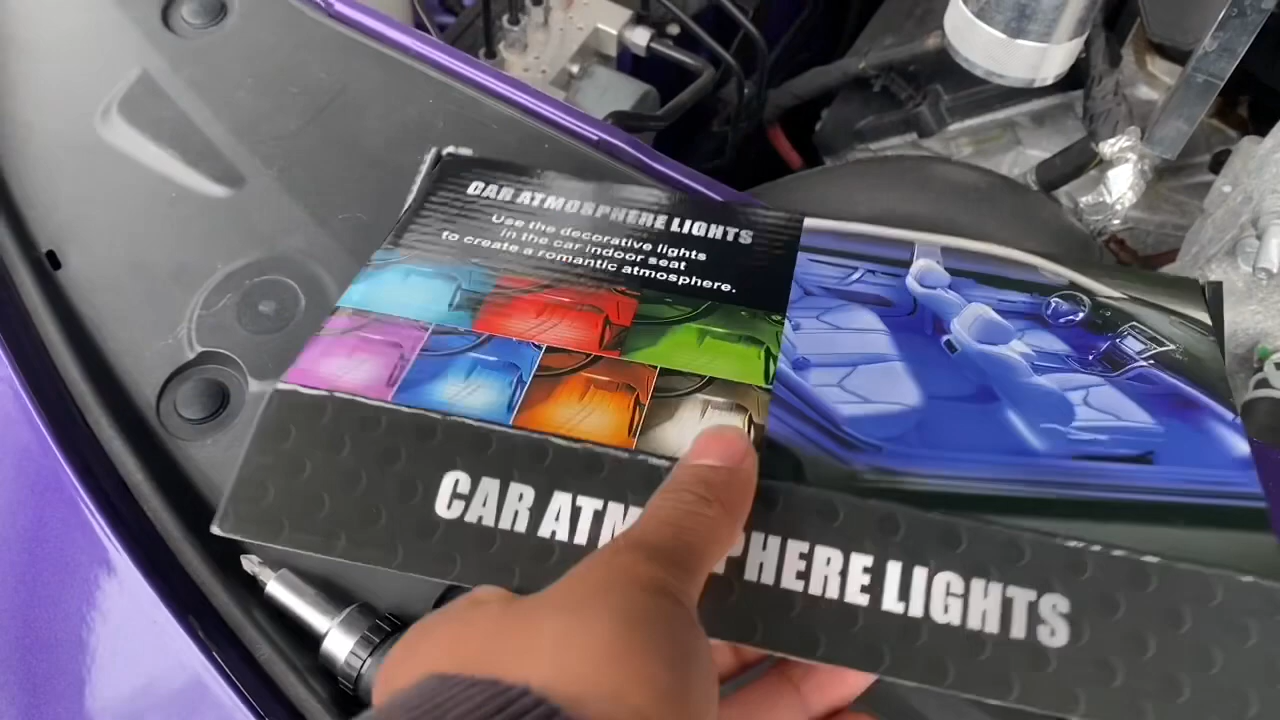 CAR ATMOSPHERE LIGHTS
Use the decorative lights
in the car indoor seat
to create a romantic atmosphere.
CAR ATM PHERE LIGHTS